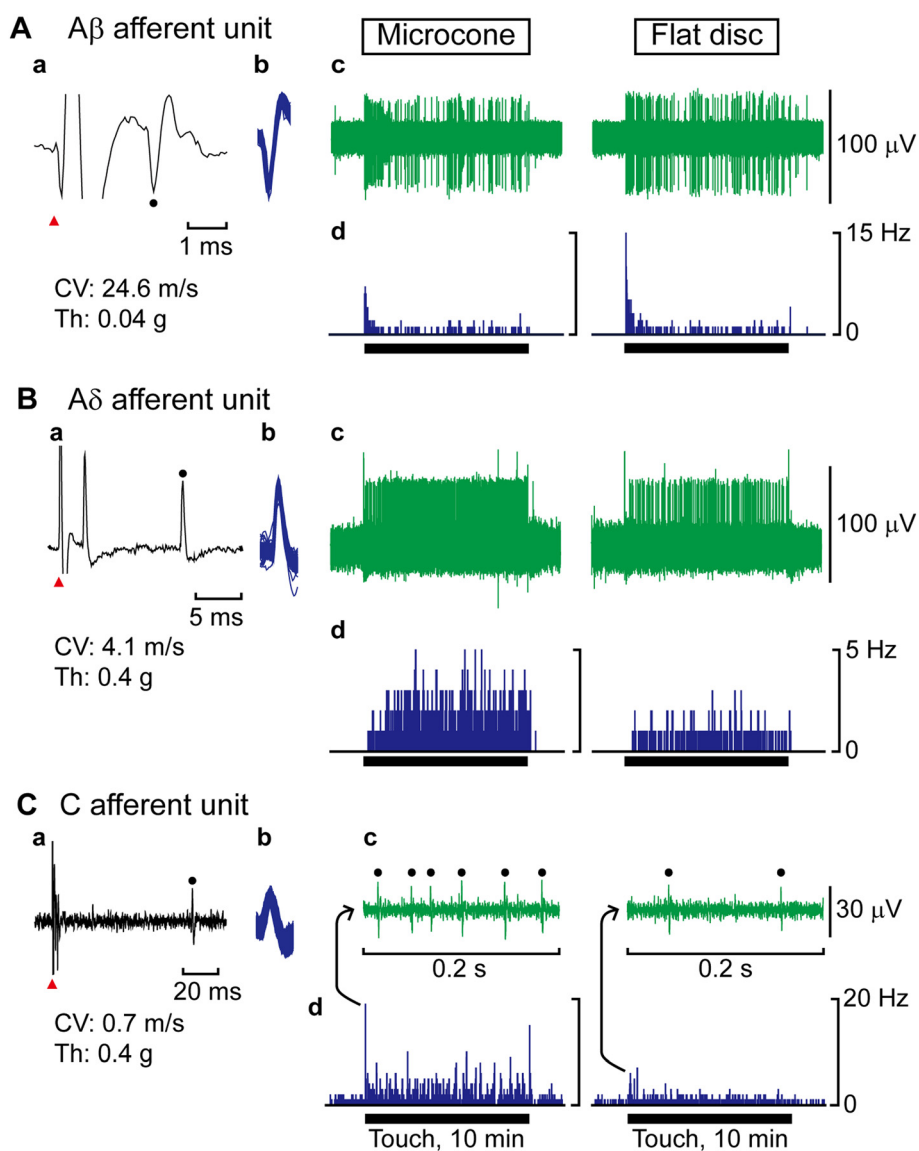 A Aβ afferent unit
Microcone
Flat disc
a
b
c
100 μV
1 ms
d
15 Hz
0
CV: 24.6 m/s
Th: 0.04 g
B Aδ afferent unit
a
b
c
100 μV
5 ms
d
5 Hz
0
CV: 4.1 m/s
Th: 0.4 g
C C afferent unit
a
b
c
30 μV
0.2 s
0.2 s
20 ms
d
20 Hz
0
CV: 0.7 m/s
Th: 0.4 g
Touch, 10 min
Touch, 10 min